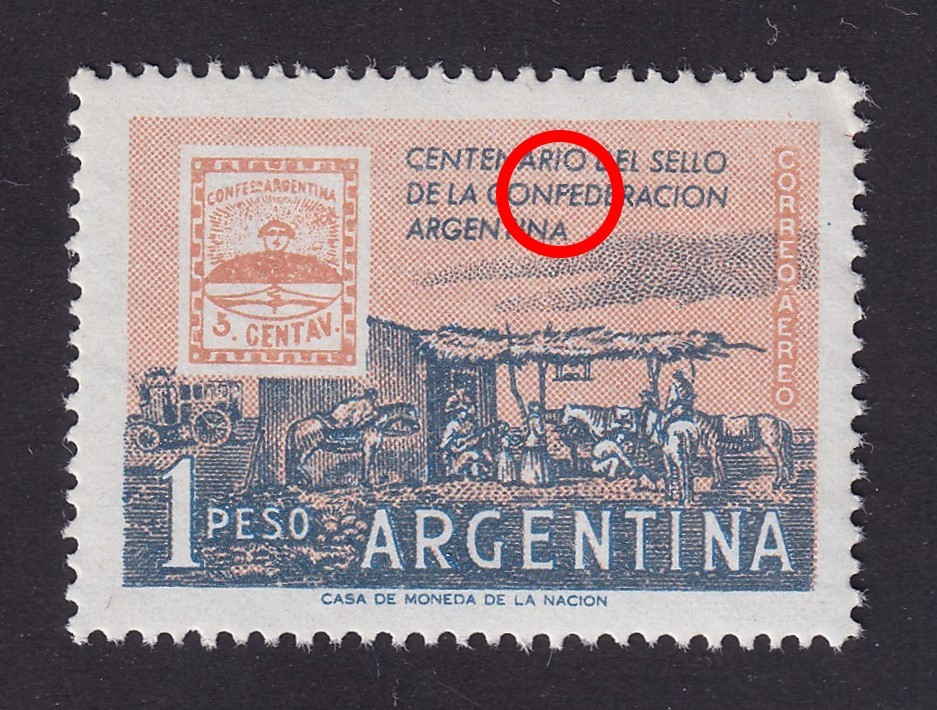 CENTENARIO DEL SELLO
DE LA CONFEDERACION
ARGENTINA
CORREO AEREO
CONFEON ARGENTINA
5. CENTAV.
1 PESO
ARGENTINA
CASA DE MONEDA DE LA NACION